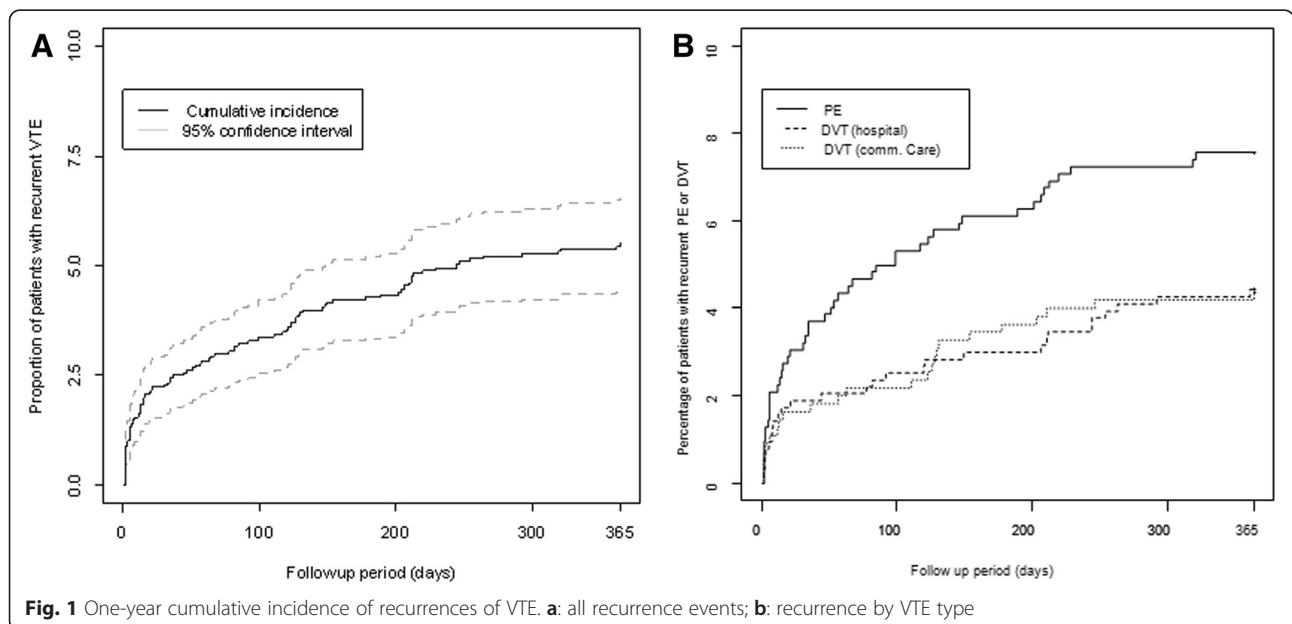 A
Proportion of patients with recurrent VTE
10.0
7.5
5.0
2.5
0.0
Cumulative incidence
95% confidence interval
0 100 200 300 365
Followup period (days)
B
Percentage of patients with recurrent PE or DVT
10
8
6
4
2
0
PE
DVT (hospital)
DVT (comm. Care)
0 100 200 300 365
Follow up period (days)
Fig. 1 One-year cumulative incidence of recurrences of VTE. a: all recurrence events; b: recurrence by VTE type